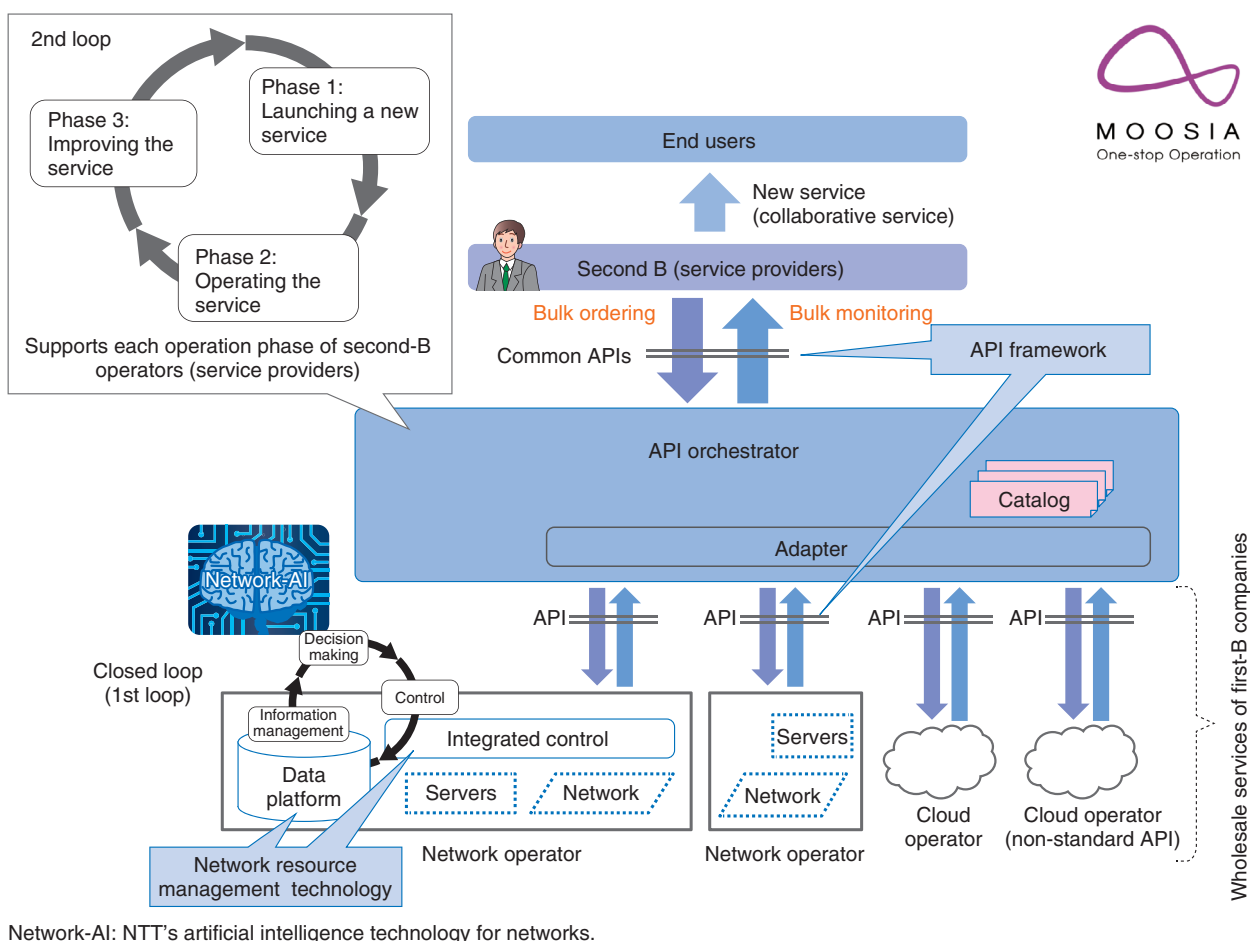 2nd loop
Phase 1:
Launching a new
service
Phase 3:
Improving the
service
Phase 2:
Operating the
service
Supports each operation phase of second-B
operators (service providers)
MOOSIA
One-stop Operation
End users
New service
(collaborative service)
Second B (service providers)
Bulk ordering
Bulk monitoring
Common APIs
API framework
API orchestrator
Catalog
Adapter
Network-AI
API
API
API
API
Decision
making
Closed loop
(1st loop)
Control
Information
management
Integrated control
Data
platform
Servers
Network
Servers
Network
Network operator
Network operator
Cloud
operator
Cloud operator
(non-standard API)
Network resource
management technology
Wholesale services of first-B companies
Network-AI: NTT's artificial intelligence technology for networks.